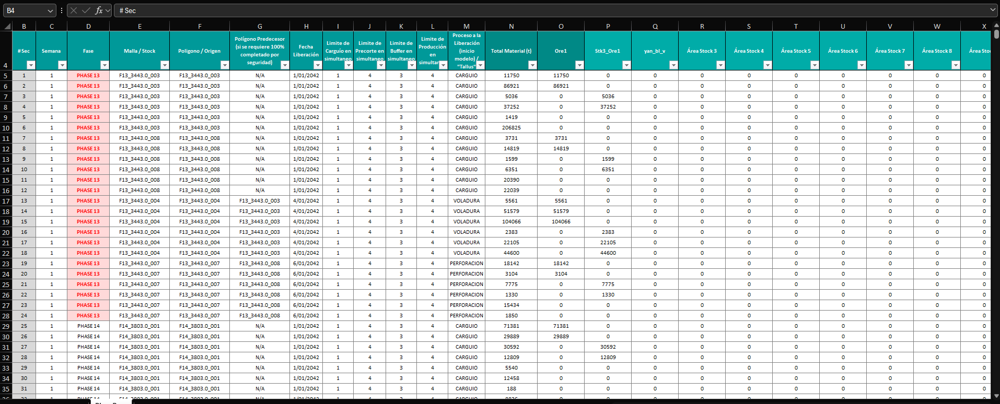 B4 fx # Sec
B C D E F G H I J K L M N O P Q R S T U V W X
4 # Sec Semana Fase Malla / Stock Poligono / Origen Polígono Predecesor (si se requiere 100% completado por seguridad) Fecha Liberación Limite de Carguío en simultaneo Limite de Precorte en simultaneo Limite de Buffer en simultaneo Limite de Producción en simultan Proceso a la Liberación (inicio modelo) / "Tallus" Total Material (t) Ore1 Stk3_Ore1 yan_bl_v Área Stock 3 Área Stock 4 Área Stock 5 Área Stock 6 Área Stock 7 Área Stock 8 Área Sto
5 1 1 PHASE 13 F13_3443.0_003 F13_3443.0_003 N/A 1/01/2042 1 4 3 4 CARGUIO 11750 11750 0 0 0 0 0 0 0 0 0
6 2 1 PHASE 13 F13_3443.0_003 F13_3443.0_003 N/A 1/01/2042 1 4 3 4 CARGUIO 86921 86921 0 0 0 0 0 0 0 0 0
7 3 1 PHASE 13 F13_3443.0_003 F13_3443.0_003 N/A 1/01/2042 1 4 3 4 CARGUIO 5036 0 5036 0 0 0 0 0 0 0 0
8 4 1 PHASE 13 F13_3443.0_003 F13_3443.0_003 N/A 1/01/2042 1 4 3 4 CARGUIO 37252 0 37252 0 0 0 0 0 0 0 0
9 5 1 PHASE 13 F13_3443.0_003 F13_3443.0_003 N/A 1/01/2042 1 4 3 4 CARGUIO 1419 0 0 0 0 0 0 0 0 0 0
10 6 1 PHASE 13 F13_3443.0_003 F13_3443.0_003 N/A 1/01/2042 1 4 3 4 CARGUIO 206825 0 0 0 0 0 0 0 0 0 0
11 7 1 PHASE 13 F13_3443.0_008 F13_3443.0_008 N/A 1/01/2042 1 4 3 4 CARGUIO 3731 3731 0 0 0 0 0 0 0 0 0
12 8 1 PHASE 13 F13_3443.0_008 F13_3443.0_008 N/A 1/01/2042 1 4 3 4 CARGUIO 14819 14819 0 0 0 0 0 0 0 0 0
13 9 1 PHASE 13 F13_3443.0_008 F13_3443.0_008 N/A 1/01/2042 1 4 3 4 CARGUIO 1599 0 1599 0 0 0 0 0 0 0 0
14 10 1 PHASE 13 F13_3443.0_008 F13_3443.0_008 N/A 1/01/2042 1 4 3 4 CARGUIO 6351 0 6351 0 0 0 0 0 0 0 0
15 11 1 PHASE 13 F13_3443.0_008 F13_3443.0_008 N/A 1/01/2042 1 4 3 4 CARGUIO 20390 0 0 0 0 0 0 0 0 0 0
16 12 1 PHASE 13 F13_3443.0_008 F13_3443.0_008 N/A 1/01/2042 1 4 3 4 CARGUIO 22039 0 0 0 0 0 0 0 0 0 0
17 13 1 PHASE 13 F13_3443.0_004 F13_3443.0_004 F13_3443.0_003 4/01/2042 1 4 3 4 VOLADURA 5561 5561 0 0 0 0 0 0 0 0 0
18 14 1 PHASE 13 F13_3443.0_004 F13_3443.0_004 F13_3443.0_003 4/01/2042 1 4 3 4 VOLADURA 51579 51579 0 0 0 0 0 0 0 0 0
19 15 1 PHASE 13 F13_3443.0_004 F13_3443.0_004 F13_3443.0_003 4/01/2042 1 4 3 4 VOLADURA 104066 104066 0 0 0 0 0 0 0 0 0
20 16 1 PHASE 13 F13_3443.0_004 F13_3443.0_004 F13_3443.0_003 4/01/2042 1 4 3 4 VOLADURA 2383 0 2383 0 0 0 0 0 0 0 0
21 17 1 PHASE 13 F13_3443.0_004 F13_3443.0_004 F13_3443.0_003 4/01/2042 1 4 3 4 VOLADURA 22105 0 22105 0 0 0 0 0 0 0 0
22 18 1 PHASE 13 F13_3443.0_004 F13_3443.0_004 F13_3443.0_003 4/01/2042 1 4 3 4 VOLADURA 44600 0 44600 0 0 0 0 0 0 0 0
23 19 1 PHASE 13 F13_3443.0_007 F13_3443.0_007 F13_3443.0_008 6/01/2042 1 4 3 4 PERFORACION 18142 18142 0 0 0 0 0 0 0 0 0
24 20 1 PHASE 13 F13_3443.0_007 F13_3443.0_007 F13_3443.0_008 6/01/2042 1 4 3 4 PERFORACION 3104 3104 0 0 0 0 0 0 0 0 0
25 21 1 PHASE 13 F13_3443.0_007 F13_3443.0_007 F13_3443.0_008 6/01/2042 1 4 3 4 PERFORACION 7775 0 7775 0 0 0 0 0 0 0 0
26 22 1 PHASE 13 F13_3443.0_007 F13_3443.0_007 F13_3443.0_008 6/01/2042 1 4 3 4 PERFORACION 1330 0 1330 0 0 0 0 0 0 0 0
27 23 1 PHASE 13 F13_3443.0_007 F13_3443.0_007 F13_3443.0_008 6/01/2042 1 4 3 4 PERFORACION 15434 0 0 0 0 0 0 0 0 0 0
28 24 1 PHASE 13 F13_3443.0_007 F13_3443.0_007 F13_3443.0_008 6/01/2042 1 4 3 4 PERFORACION 1850 0 0 0 0 0 0 0 0 0 0
29 25 1 PHASE 14 F14_3803.0_001 F14_3803.0_001 N/A 1/01/2042 1 4 3 4 CARGUIO 71381 71381 0 0 0 0 0 0 0 0 0
30 26 1 PHASE 14 F14_3803.0_001 F14_3803.0_001 N/A 1/01/2042 1 4 3 4 CARGUIO 29889 29889 0 0 0 0 0 0 0 0 0
31 27 1 PHASE 14 F14_3803.0_001 F14_3803.0_001 N/A 1/01/2042 1 4 3 4 CARGUIO 30592 0 30592 0 0 0 0 0 0 0 0
32 28 1 PHASE 14 F14_3803.0_001 F14_3803.0_001 N/A 1/01/2042 1 4 3 4 CARGUIO 12809 0 12809 0 0 0 0 0 0 0 0
33 29 1 PHASE 14 F14_3803.0_001 F14_3803.0_001 N/A 1/01/2042 1 4 3 4 CARGUIO 5540 0 0 0 0 0 0 0 0 0 0
34 30 1 PHASE 14 F14_3803.0_001 F14_3803.0_001 N/A 1/01/2042 1 4 3 4 CARGUIO 12458 0 0 0 0 0 0 0 0 0 0
35 31 1 PHASE 14 F14_3803.0_001 F14_3803.0_001 N/A 1/01/2042 1 4 3 4 CARGUIO 188 0 0 0 0 0 0 0 0 0 0